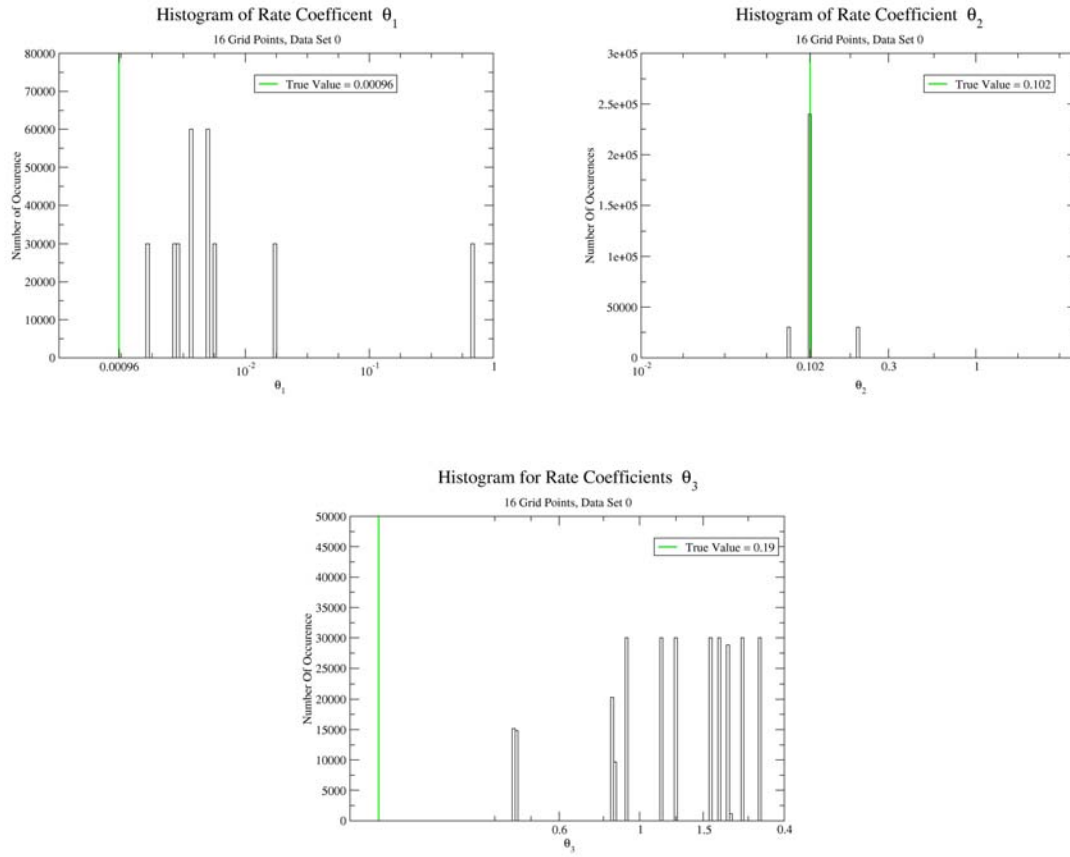 Histogram of Rate Coefficent θ1
16 Grid Points, Data Set 0
True Value = 0.00096
Number of Occurence
80000
70000
60000
50000
40000
30000
20000
10000
0
0.00096
10^-2
10^-1
1
θ1
Histogram of Rate Coefficient θ2
16 Grid Points, Data Set 0
True Value = 0.102
Number Of Occurences
3e+05
2.5e+05
2e+05
1.5e+05
1e+05
50000
0
10^-2
0.102
0.3
1
θ2
Histogram for Rate Coefficients θ3
16 Grid Points, Data Set 0
True Value = 0.19
Number Of Occurence
50000
45000
40000
35000
30000
25000
20000
15000
10000
5000
0
0.6
1
1.5
0.4
θ3